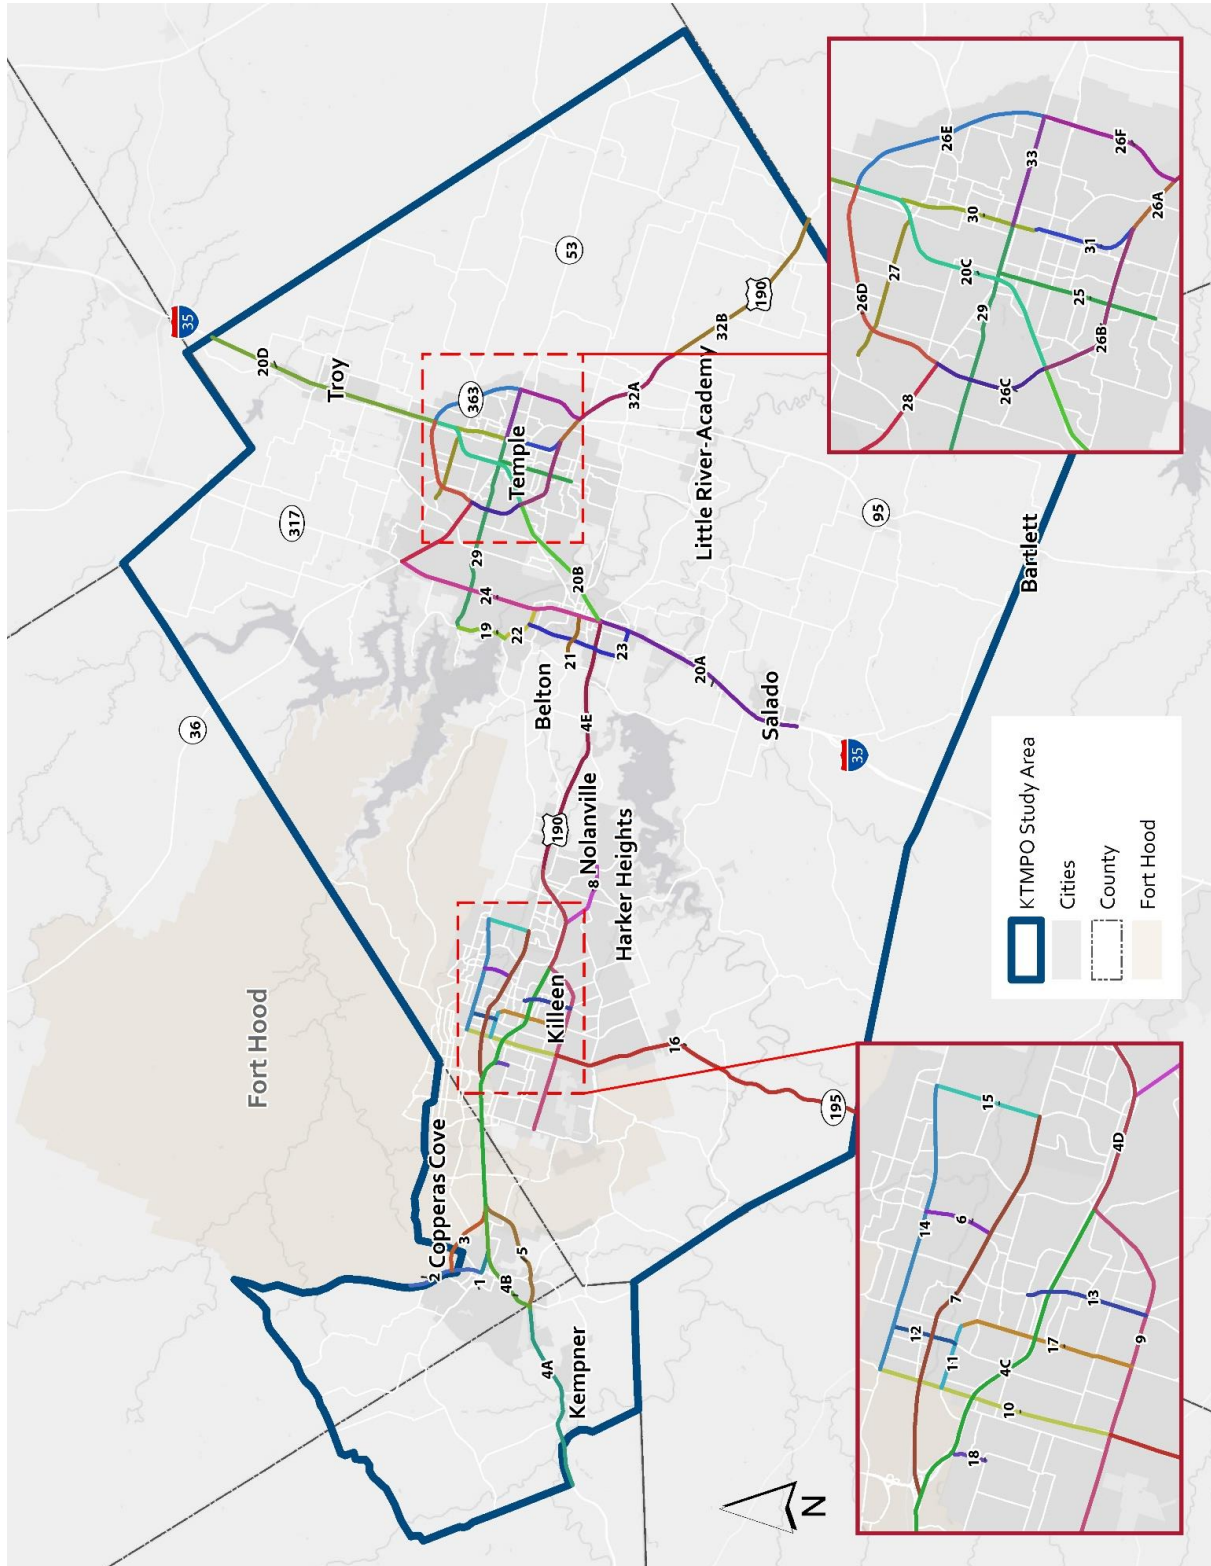 36
Fort Hood
317
35
20D
Troy
53
363
Temple
29
24
19
22
21
23
20B
Belton
4E
20A
Salado
35
32A
32B
190
Little River-Academy
95
Bartlett
190
Nolanville
8
Harker Heights
Killeen
16
195
Copperas Cove
2
3
1
5
4B
4A
Kempner
N
KTMPO Study Area
Cities
County
Fort Hood
14
15
6
7
12
11
13
4D
17
4C
9
10
18
26E
26D
27
30
33
26F
20C
28
29
31
25
26A
26C
26B